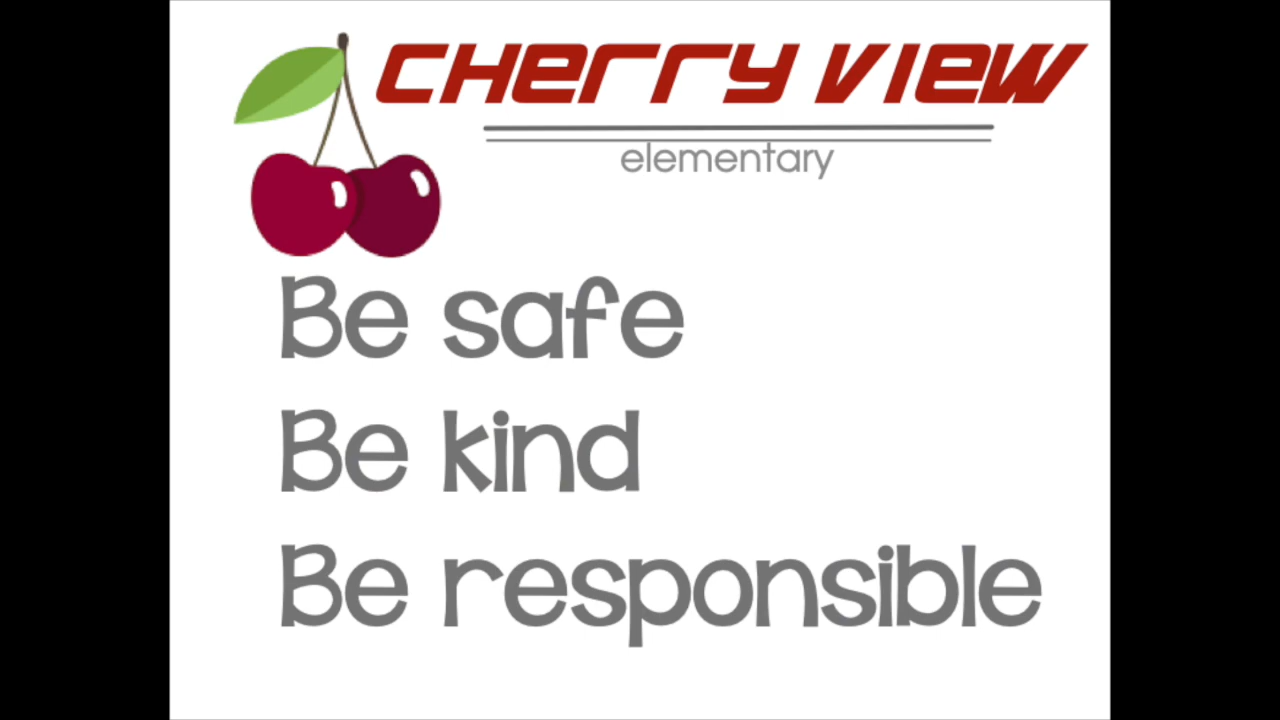 CHerry VIew
elementary
Be safe
Be kind
Be responsible